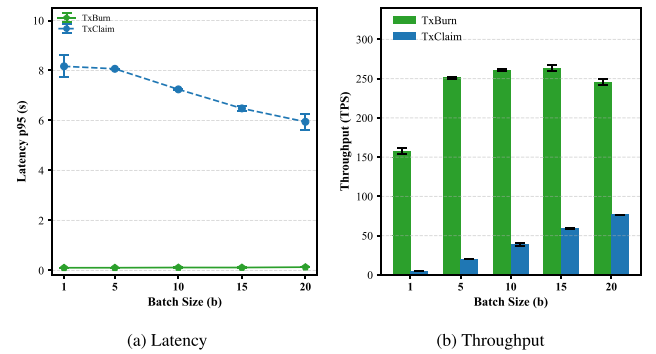 TxBurn
TxClaim
10
8
6
4
2
0
Latency p95 (s)
1 5 10 15 20
Batch Size (b)
(a) Latency
TxBurn
TxClaim
300
250
200
150
100
50
0
Throughput (TPS)
1 5 10 15 20
Batch Size (b)
(b) Throughput